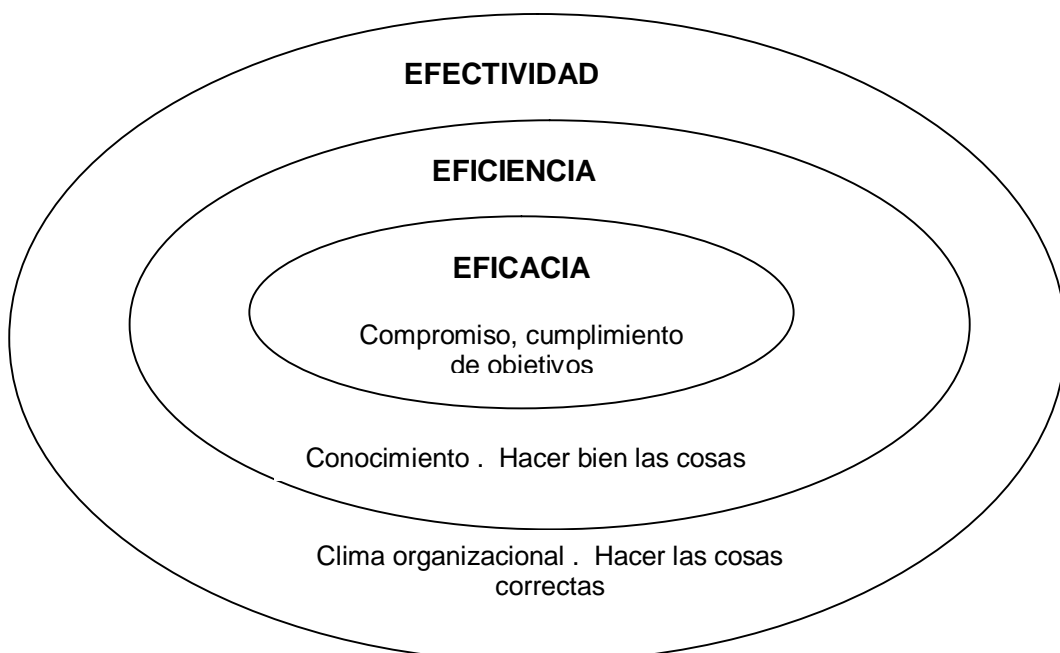 EFECTIVIDAD
EFICIENCIA
EFICACIA
Compromiso, cumplimiento
de objetivos
Conocimiento . Hacer bien las cosas
Clima organizacional . Hacer las cosas
correctas